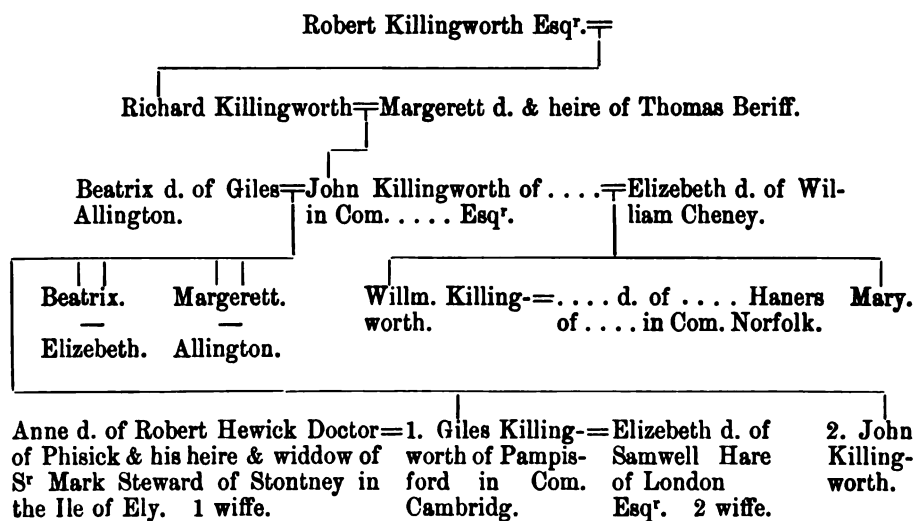 Robert Killingworth Esqr.
Richard Killingworth=Margerett d. & heire of Thomas Beriff.
Beatrix d. of Giles=John Killingworth of . . . .=Elizebeth d. of Wil-
Allington. in Com. . . . . . Esqr. liam Cheney.
Beatrix. Margerett. Willm. Killing-=. . . . d. of . . . . Haners Mary.
worth. of . . . . in Com. Norfolk.
Elizebeth. Allington.
Anne d. of Robert Hewick Doctor=1. Giles Killing-=Elizebeth d. of 2. John
of Phisick & his heire & widdow of worth of Pampis- Samwell Hare Killing-
Sr Mark Steward of Stontney in ford in Com. of London worth.
the Ile of Ely. 1 wiffe. Cambridg. Esqr. 2 wiffe.